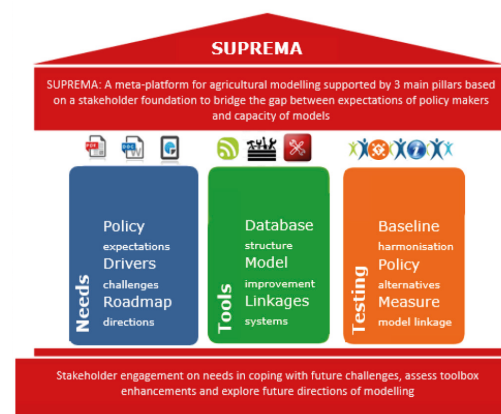 SUPREMA
SUPREMA: A meta-platform for agricultural modelling supported by 3 main pillars
based on a stakeholder foundation to bridge the gap between expectations of policy makers
and capacity of models
PDF
DOC
W
Needs
Policy
expectations
Drivers
challenges
Roadmap
directions
Tools
Database
structure
Model
improvement
Linkages
systems
Testing
Baseline
harmonisation
Policy
alternatives
Measure
model linkage
Stakeholder engagement on needs in coping with future challenges, assess toolbox
enhancements and explore future directions of modelling